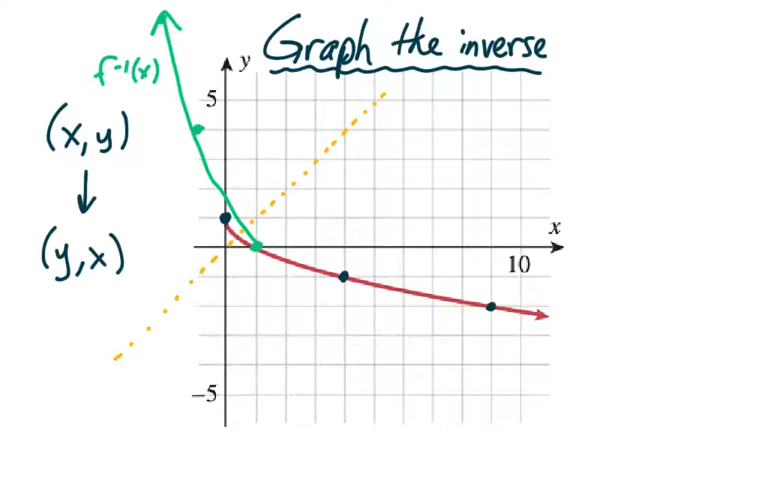 Graph the inverse
f⁻¹(x)
y
5
(x, y)
↓
(y, x)
x
10
−5